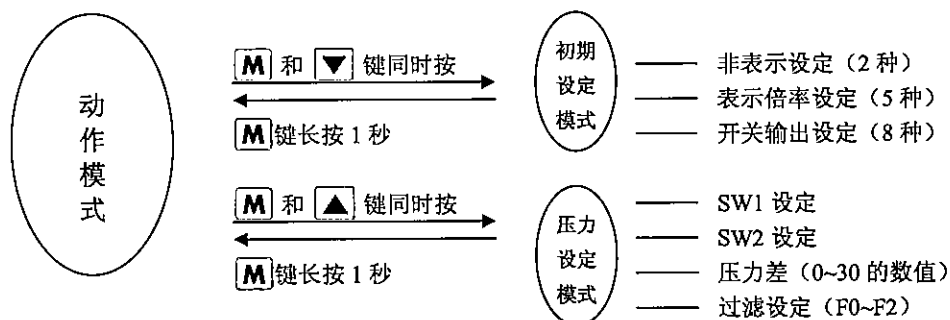 动作模式
M 和 ▼ 键同时按
M 键长按 1 秒
初期设定模式
非表示设定（2 种）
表示倍率设定（5 种）
开关输出设定（8 种）
M 和 ▲ 键同时按
M 键长按 1 秒
压力设定模式
SW1 设定
SW2 设定
压力差（0~30 的数值）
过滤设定（F0~F2）